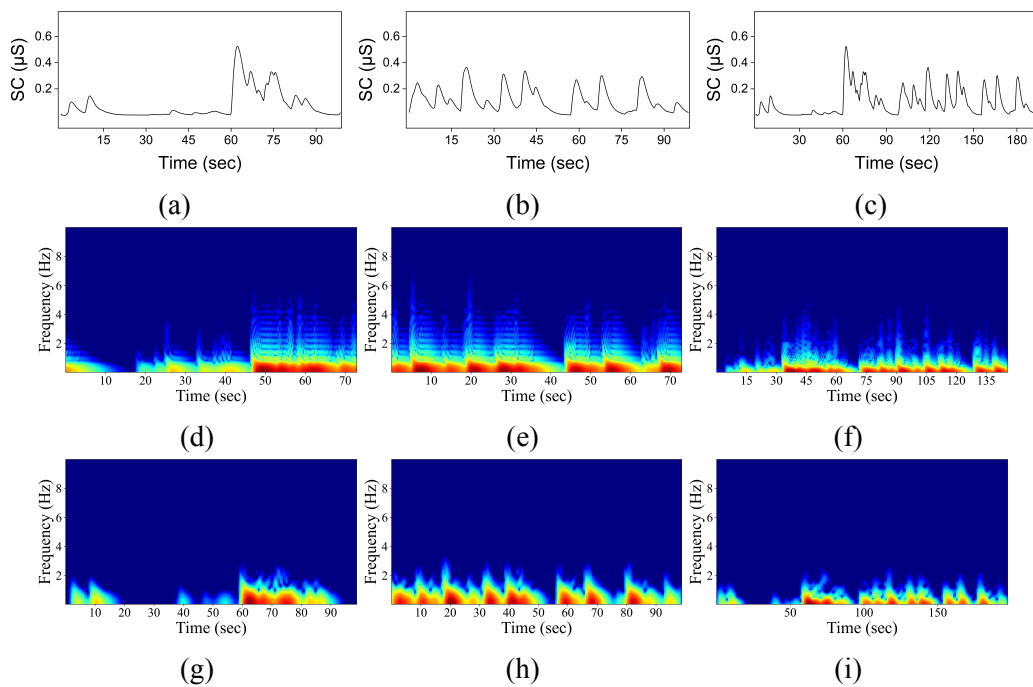 SC (µS)
0.6
0.4
0.2
15 30 45 60 75 90
Time (sec)
(a)
SC (µS)
0.6
0.4
0.2
15 30 45 60 75 90
Time (sec)
(b)
SC (µS)
0.6
0.4
0.2
30 60 90 120 150 180
Time (sec)
(c)
Frequency (Hz)
8
6
4
2
10 20 30 40 50 60 70
Time (sec)
(d)
Frequency (Hz)
8
6
4
2
10 20 30 40 50 60 70
Time (sec)
(e)
Frequency (Hz)
8
6
4
2
15 30 45 60 75 90 105 120 135
Time (sec)
(f)
Frequency (Hz)
8
6
4
2
10 20 30 40 50 60 70 80 90
Time (sec)
(g)
Frequency (Hz)
8
6
4
2
10 20 30 40 50 60 70 80 90
Time (sec)
(h)
Frequency (Hz)
8
6
4
2
50 100 150
Time (sec)
(i)